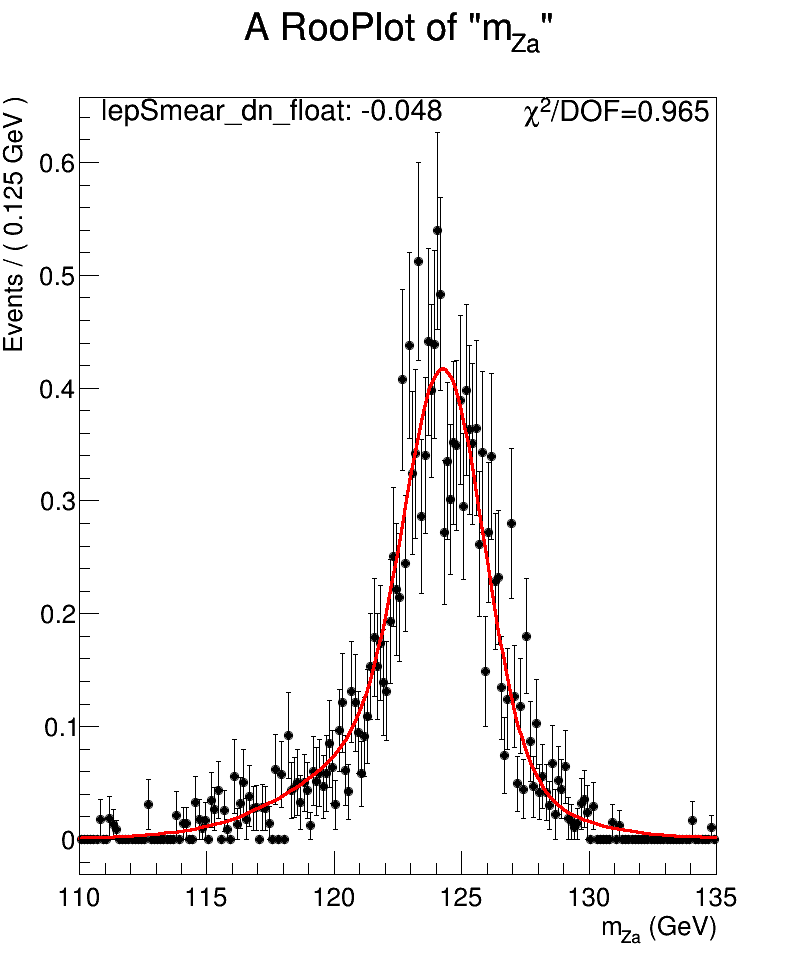 A RooPlot of "m_Za"
lepSmear_dn_float: -0.048
χ²/DOF=0.965
Events / ( 0.125 GeV )
0.6
0.5
0.4
0.3
0.2
0.1
0
110 115 120 125 130 135
m_Za (GeV)